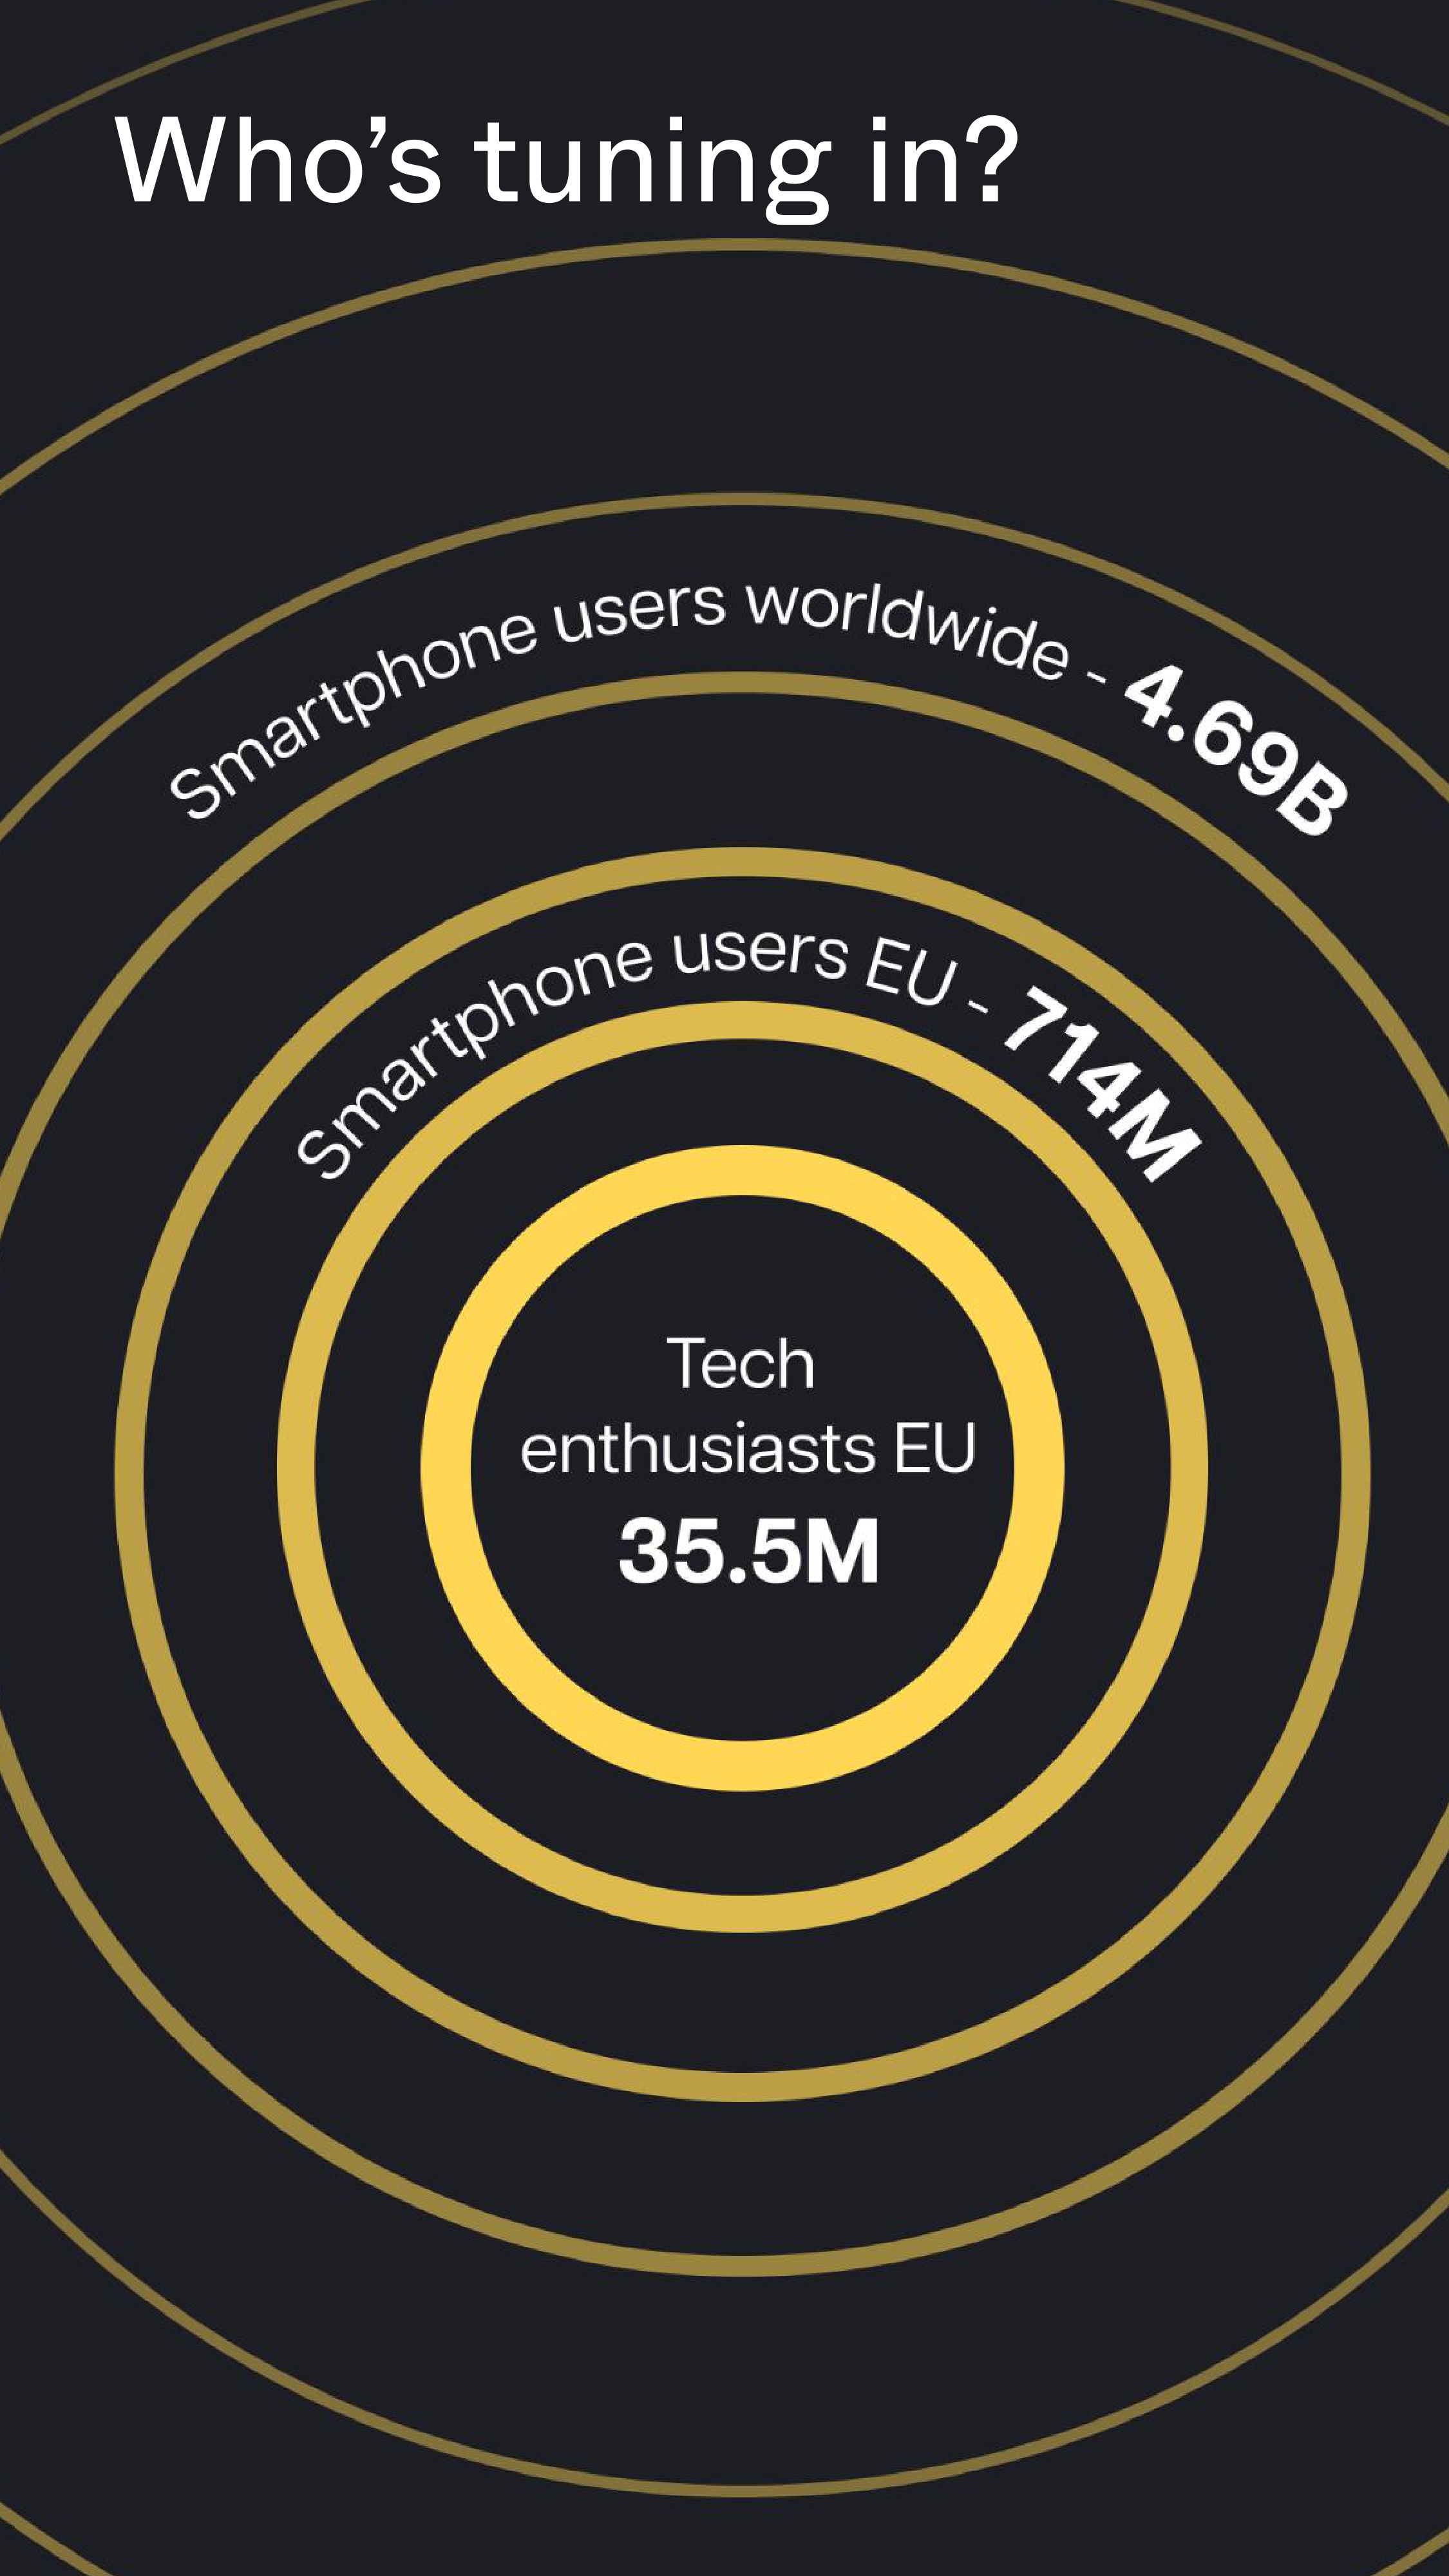 Who’s tuning in?
Smartphone users worldwide - 4.69B
Smartphone users EU - 714M
Tech
enthusiasts EU
35.5M